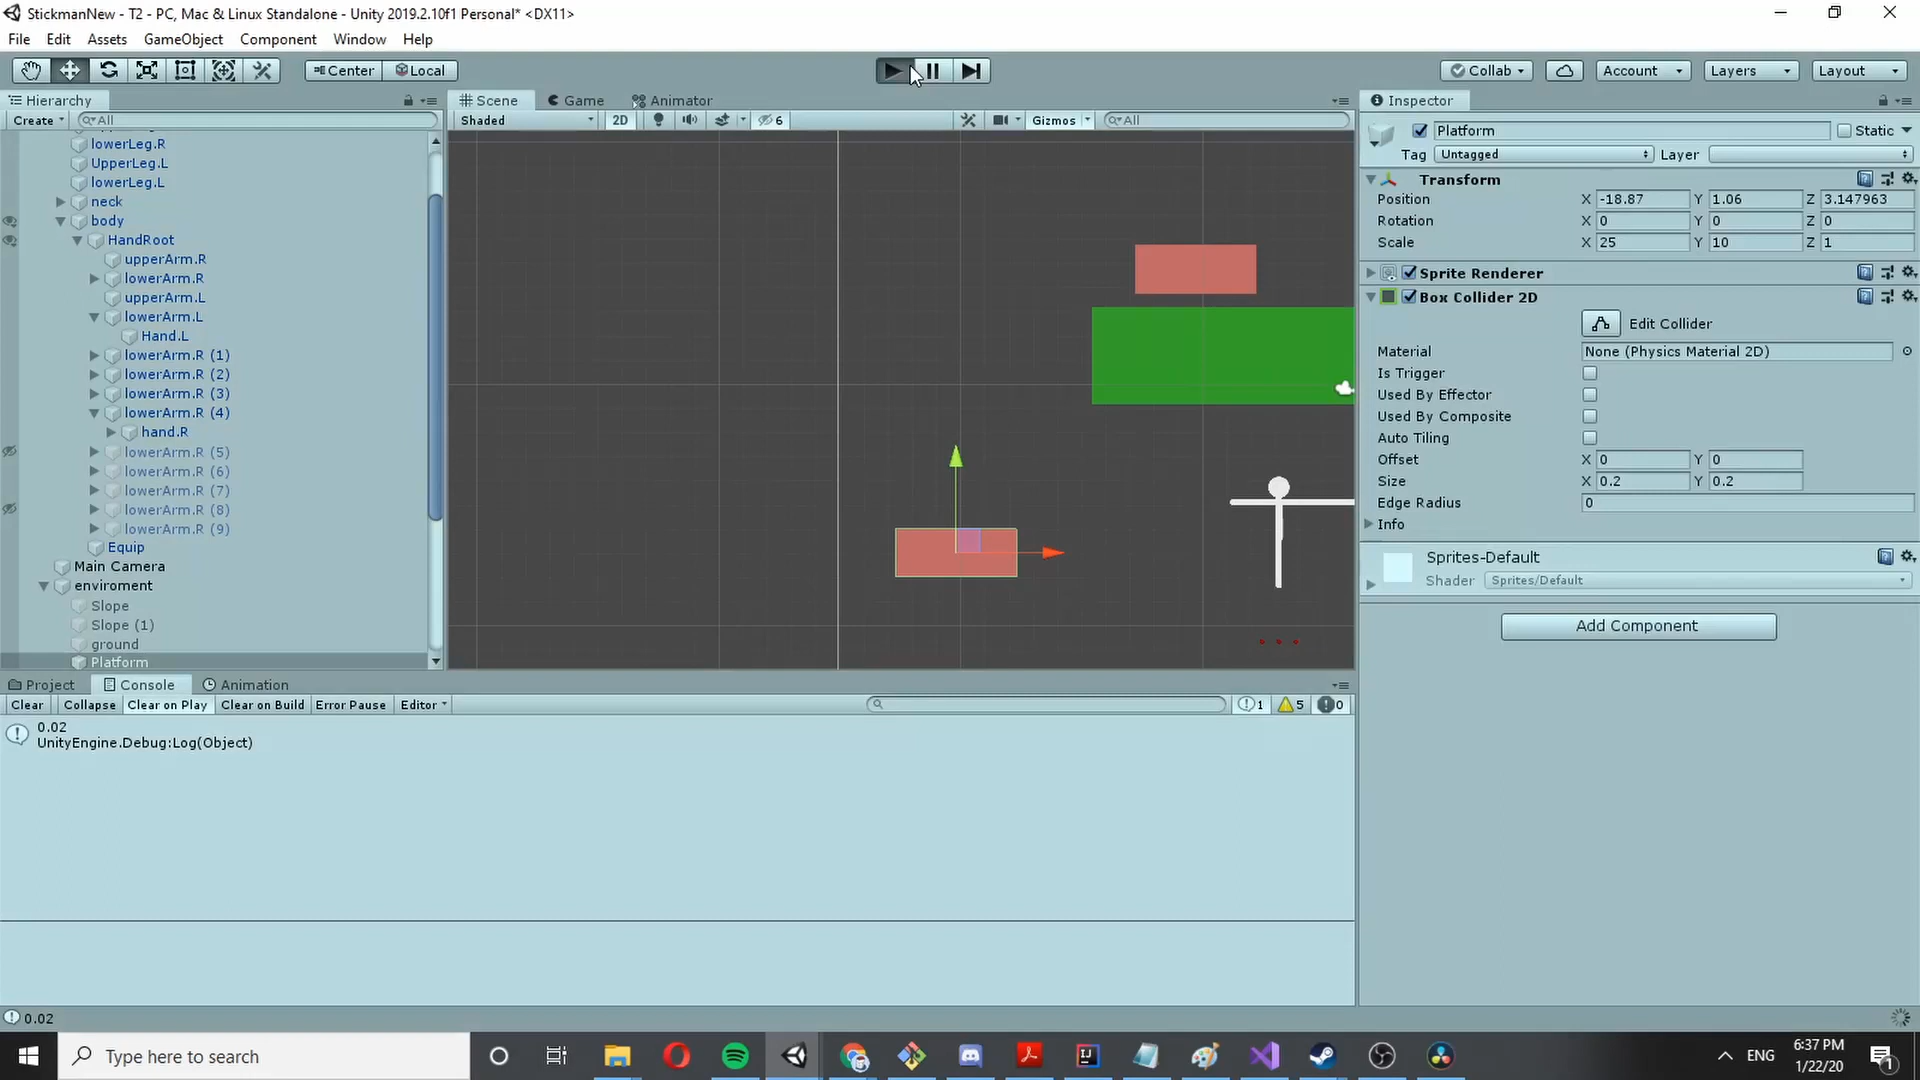 StickmanNew - T2 - PC, Mac & Linux Standalone - Unity 2019.2.10f1 Personal* <DX11>
File Edit Assets GameObject Component Window Help
Center Local Collab Account Layers Layout
Hierarchy Scene Game Animator Inspector
Create All Shaded 2D 6 Gizmos All
lowerLeg.R
UpperLeg.L
lowerLeg.L
neck
body
HandRoot
upperArm.R
lowerArm.R
upperArm.L
lowerArm.L
Hand.L
lowerArm.R (1)
lowerArm.R (2)
lowerArm.R (3)
lowerArm.R (4)
hand.R
lowerArm.R (5)
lowerArm.R (6)
lowerArm.R (7)
lowerArm.R (8)
lowerArm.R (9)
Equip
Main Camera
enviroment
Slope
Slope (1)
ground
Platform
Platform Static
Tag Untagged Layer
Transform
Position X -18.87 Y 1.06 Z 3.147963
Rotation X 0 Y 0 Z 0
Scale X 25 Y 10 Z 1
Sprite Renderer
Box Collider 2D
Edit Collider
Material None (Physics Material 2D)
Is Trigger
Used By Effector
Used By Composite
Auto Tiling
Offset X 0 Y 0
Size X 0.2 Y 0.2
Edge Radius 0
Info
Sprites-Default
Shader Sprites/Default
Add Component
Project Console Animation
Clear Collapse Clear on Play Clear on Build Error Pause Editor 1 5 0
0.02
UnityEngine.Debug:Log(Object)
0.02
Type here to search
ENG
6:37 PM
1/22/20
1